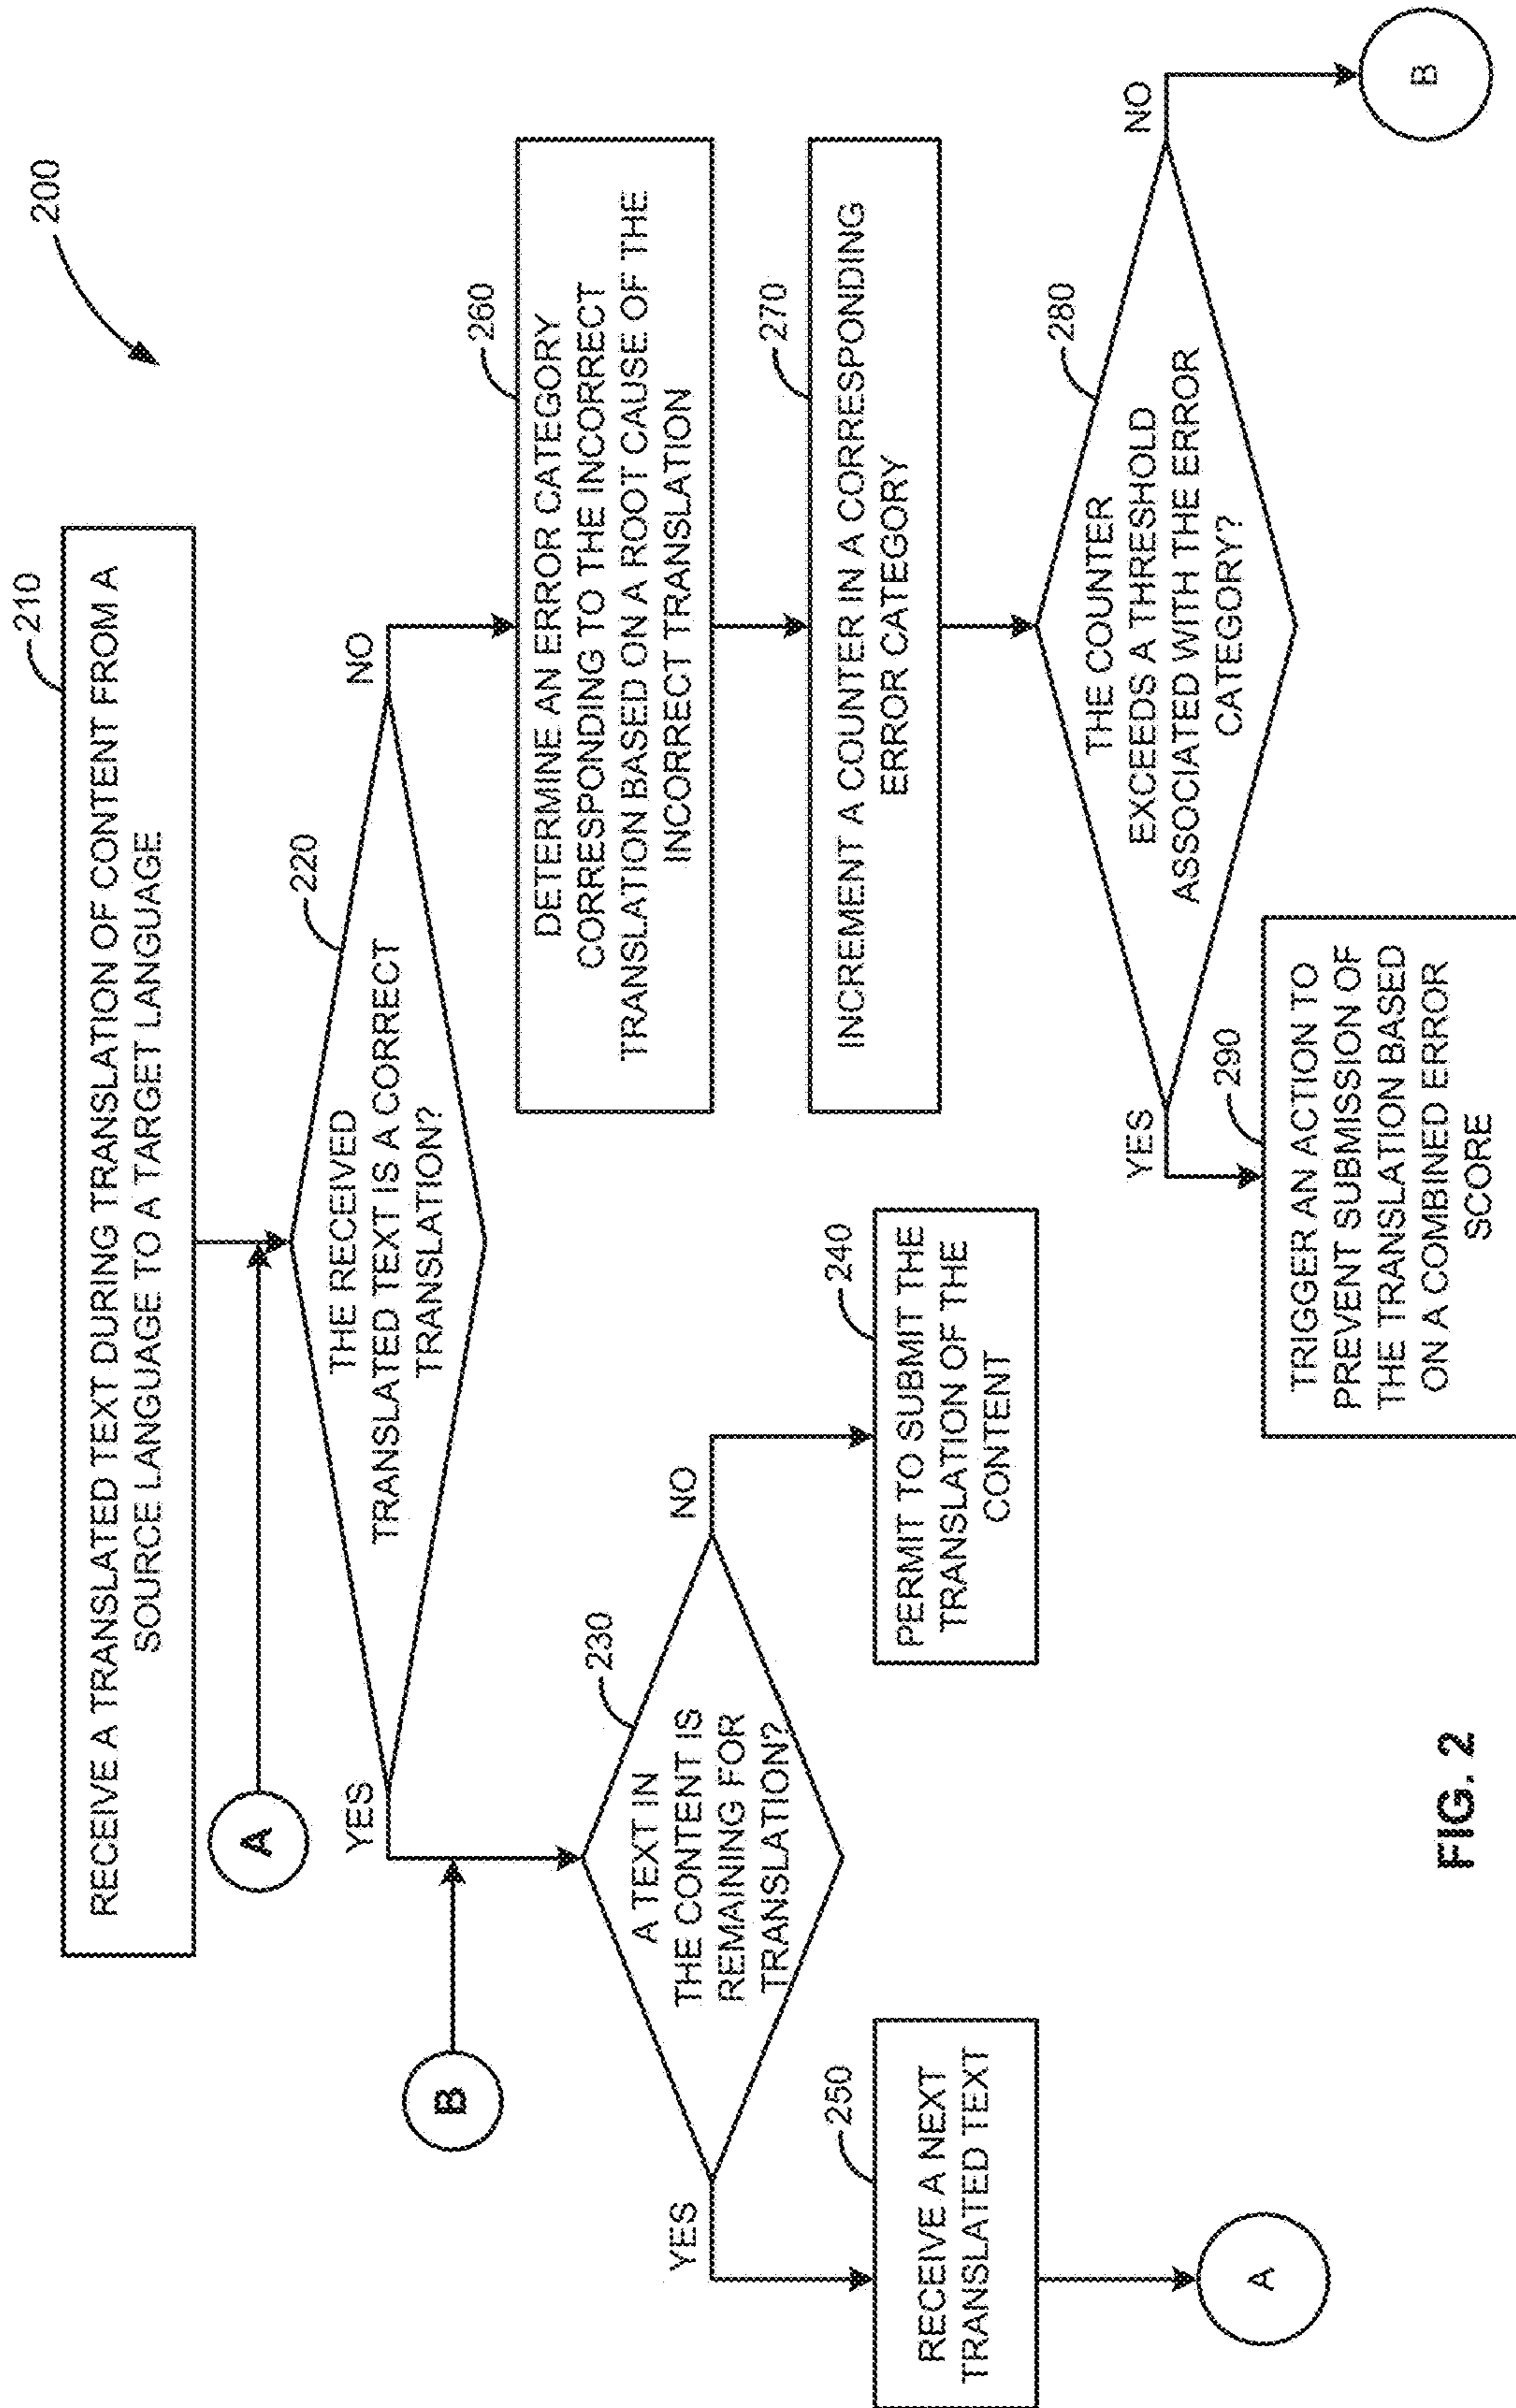 200
210
RECEIVE A TRANSLATED TEXT DURING TRANSLATION OF CONTENT FROM A
SOURCE LANGUAGE TO A TARGET LANGUAGE
A
220
THE RECEIVED
TRANSLATED TEXT IS A CORRECT
TRANSLATION?
YES
NO
B
230
A TEXT IN
THE CONTENT IS
REMAINING FOR
TRANSLATION?
YES
NO
250
RECEIVE A NEXT
TRANSLATED TEXT
A
240
PERMIT TO SUBMIT THE
TRANSLATION OF THE
CONTENT
260
DETERMINE AN ERROR CATEGORY
CORRESPONDING TO THE INCORRECT
TRANSLATION BASED ON A ROOT CAUSE OF THE
INCORRECT TRANSLATION
270
INCREMENT A COUNTER IN A CORRESPONDING
ERROR CATEGORY
280
THE COUNTER
EXCEEDS A THRESHOLD
ASSOCIATED WITH THE ERROR
CATEGORY?
YES
NO
290
TRIGGER AN ACTION TO
PREVENT SUBMISSION OF
THE TRANSLATION BASED
ON A COMBINED ERROR
SCORE
B
FIG. 2